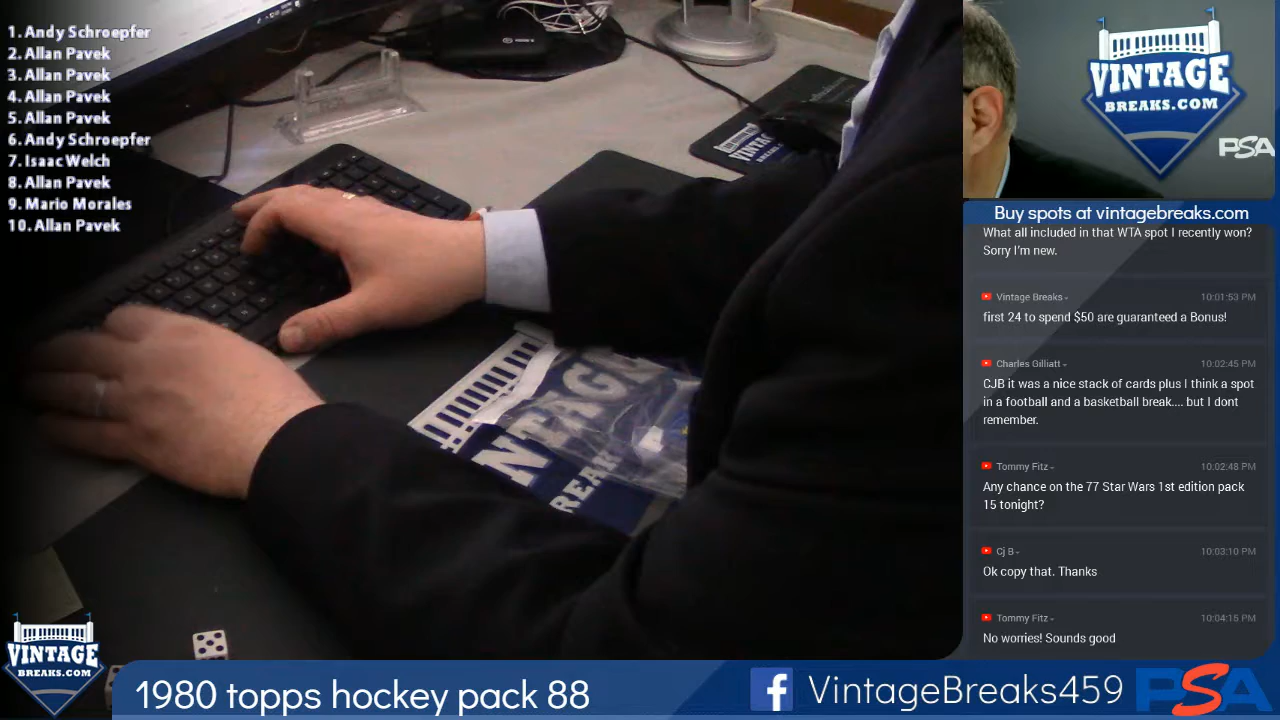 1. Andy Schroepfer
2. Allan Pavek
3. Allan Pavek
4. Allan Pavek
5. Allan Pavek
6. Andy Schroepfer
7. Isaac Welch
8. Allan Pavek
9. Mario Morales
10. Allan Pavek
VINTAGE
BREAKS.COM
PSA
Buy spots at vintagebreaks.com
What all included in that WTA spot I recently won?
Sorry I'm new.
Vintage Breaks
10:01:53 PM
first 24 to spend $50 are guaranteed a Bonus!
Charles Gilliatt
10:02:45 PM
CJB it was a nice stack of cards plus I think a spot
in a football and a basketball break.... but I dont
remember.
Tommy Fitz
10:02:48 PM
Any chance on the 77 Star Wars 1st edition pack
15 tonight?
Cj B
10:03:10 PM
Ok copy that. Thanks
Tommy Fitz
10:04:15 PM
No worries! Sounds good
VINTAGE
BREAKS.COM
1980 topps hockey pack 88
f VintageBreaks459
PSA